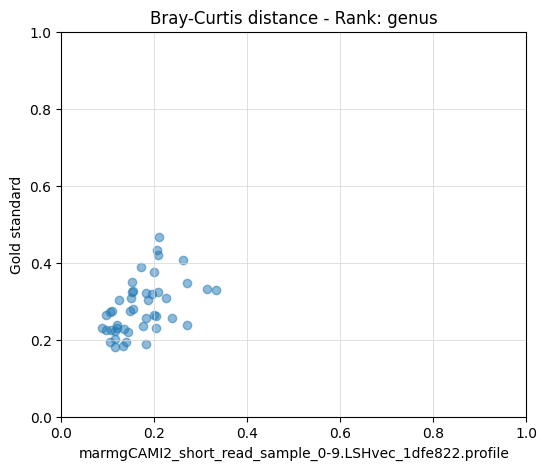 Bray-Curtis distance - Rank: genus
1.0
0.8
0.6
0.4
0.2
0.0
Gold standard
0.0 0.2 0.4 0.6 0.8 1.0
marmgCAMI2_short_read_sample_0-9.LSHvec_1dfe822.profile